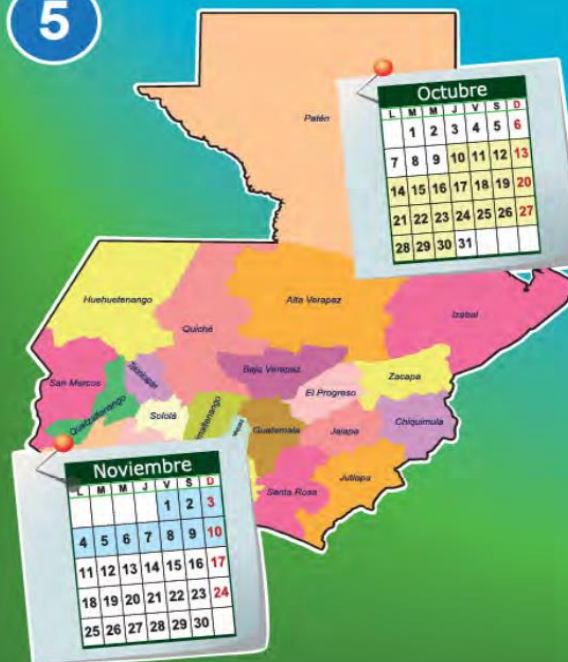 5
Petén
Octubre
L M M J V S D
1 2 3 4 5 6
7 8 9 10 11 12 13
14 15 16 17 18 19 20
21 22 23 24 25 26 27
28 29 30 31
Huehuetenango
Quiché
Alta Verapaz
Izabal
San Marcos
Baja Verapaz
Zacapa
El Progreso
Quetzaltenango
Sololá
Guatemala
Jalapa
Chiquimula
Santa Rosa
Jutiapa
Noviembre
L M M J V S D
1 2 3
4 5 6 7 8 9 10
11 12 13 14 15 16 17
18 19 20 21 22 23 24
25 26 27 28 29 30